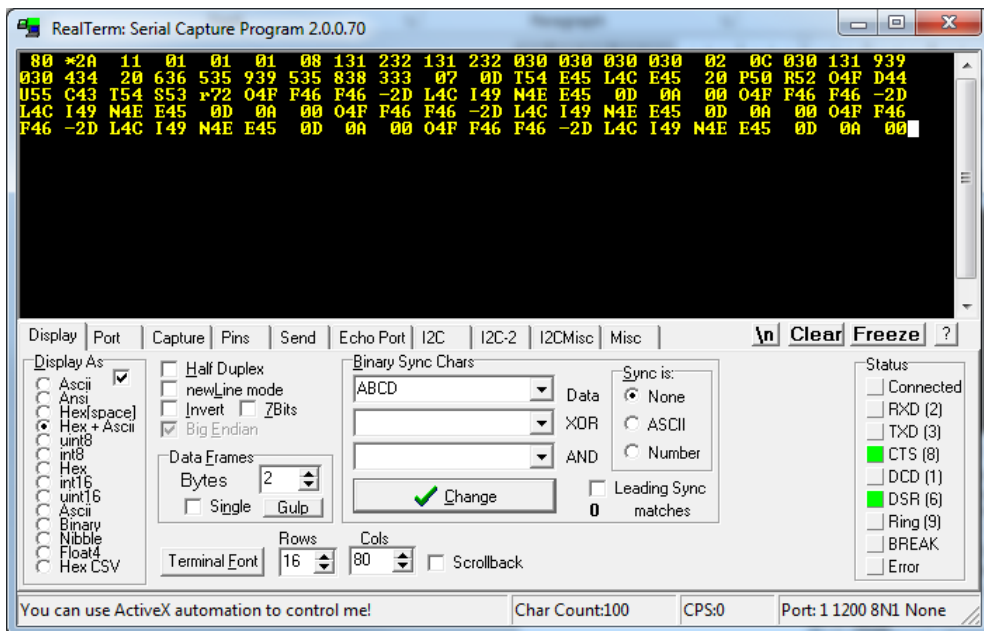 RealTerm: Serial Capture Program 2.0.0.70
80 *2A 11 01 01 01 08 131 232 131 232 030 030 030 030 02 0C 030 131 939
030 434 20 636 535 939 535 838 333 07 0D T54 E45 L4C E45 20 P50 R52 O4F D44
U55 C43 T54 S53 r72 O4F F46 F46 -2D L4C I49 N4E E45 0D 0A 00 O4F F46 F46 -2D
L4C I49 N4E E45 0D 0A 00 O4F F46 F46 -2D L4C I49 N4E E45 0D 0A 00 O4F F46
F46 -2D L4C I49 N4E E45 0D 0A 00 O4F F46 F46 -2D L4C I49 N4E E45 0D 0A 00
Display Port Capture Pins Send Echo Port I2C I2C-2 I2CMisc Misc \n Clear Freeze ?
Display As
Ascii
Ansi
Hex[space]
Hex + Ascii
uint8
int8
Hex
int16
uint16
Ascii
Binary
Nibble
Float4
Hex CSV
Half Duplex
newLine mode
Invert 7Bits
Big Endian
Data Frames
Bytes 2
Single Gulp
Terminal Font
Rows
16
Cols
80
Scrollback
Binary Sync Chars
ABCD Data
XOR
AND
Change
Sync is:
None
ASCII
Number
Leading Sync
0 matches
Status
Connected
RXD (2)
TXD (3)
CTS (8)
DCD (1)
DSR (6)
Ring (9)
BREAK
Error
You can use ActiveX automation to control me! Char Count:100 CPS:0 Port: 1 1200 8N1 None